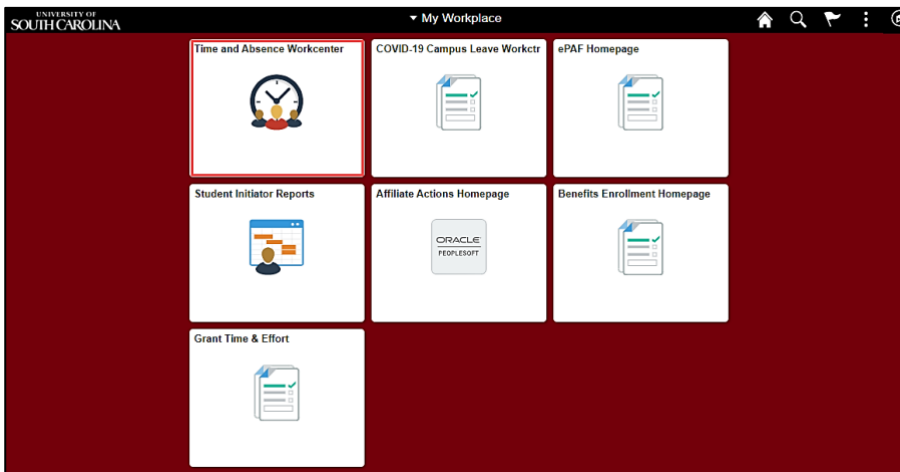 UNIVERSITY OF
SOUTH CAROLINA
My Workplace
Time and Absence Workcenter
COVID-19 Campus Leave Workctr
ePAF Homepage
Student Initiator Reports
Affiliate Actions Homepage
Benefits Enrollment Homepage
ORACLE
PEOPLESOFT
Grant Time & Effort